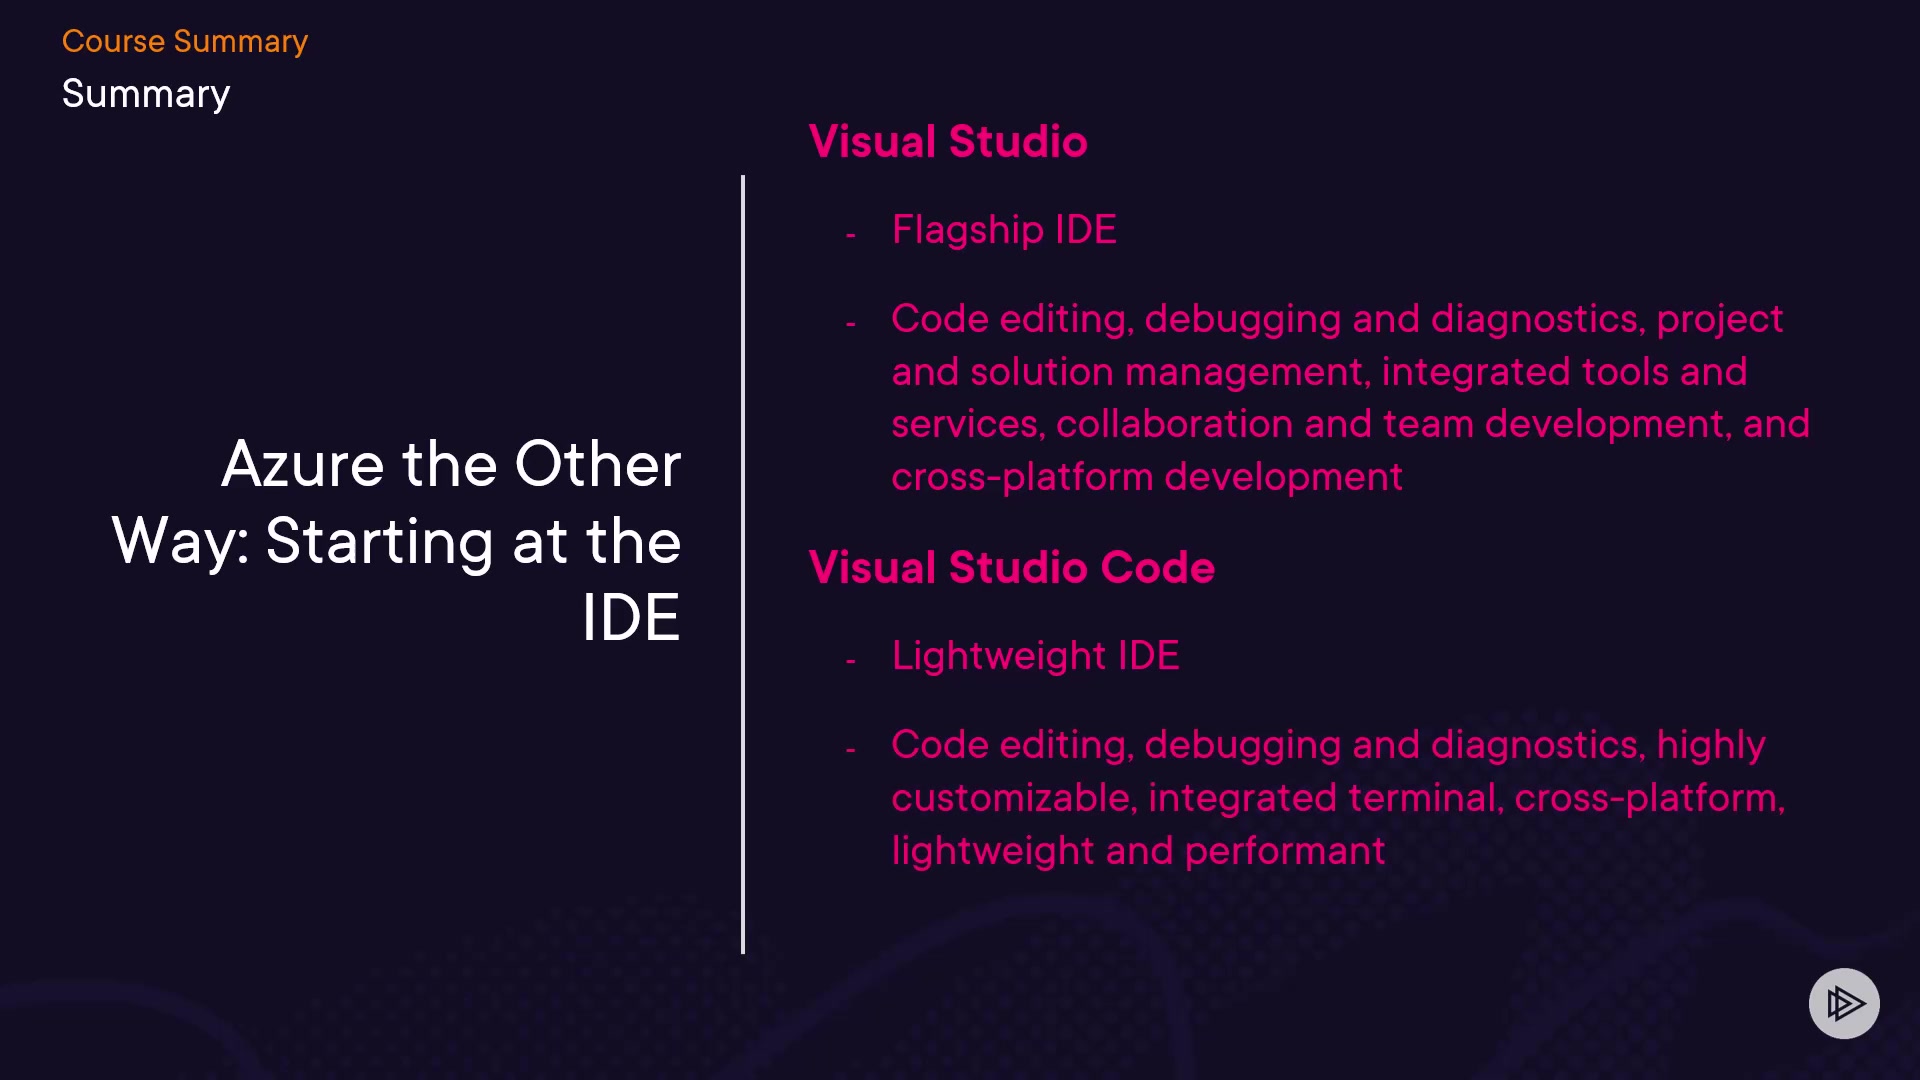 Course Summary
Summary
Azure the Other
Way: Starting at the
IDE
Visual Studio
- Flagship IDE
- Code editing, debugging and diagnostics, project
and solution management, integrated tools and
services, collaboration and team development, and
cross-platform development
Visual Studio Code
- Lightweight IDE
- Code editing, debugging and diagnostics, highly
customizable, integrated terminal, cross-platform,
lightweight and performant